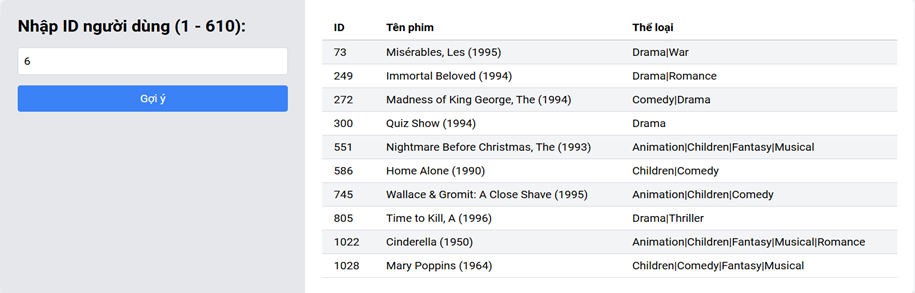 Nhập ID người dùng (1 - 610):
6
Gợi ý
ID Tên phim Thể loại
73 Misérables, Les (1995) Drama|War
249 Immortal Beloved (1994) Drama|Romance
272 Madness of King George, The (1994) Comedy|Drama
300 Quiz Show (1994) Drama
551 Nightmare Before Christmas, The (1993) Animation|Children|Fantasy|Musical
586 Home Alone (1990) Children|Comedy
745 Wallace & Gromit: A Close Shave (1995) Animation|Children|Comedy
805 Time to Kill, A (1996) Drama|Thriller
1022 Cinderella (1950) Animation|Children|Fantasy|Musical|Romance
1028 Mary Poppins (1964) Children|Comedy|Fantasy|Musical